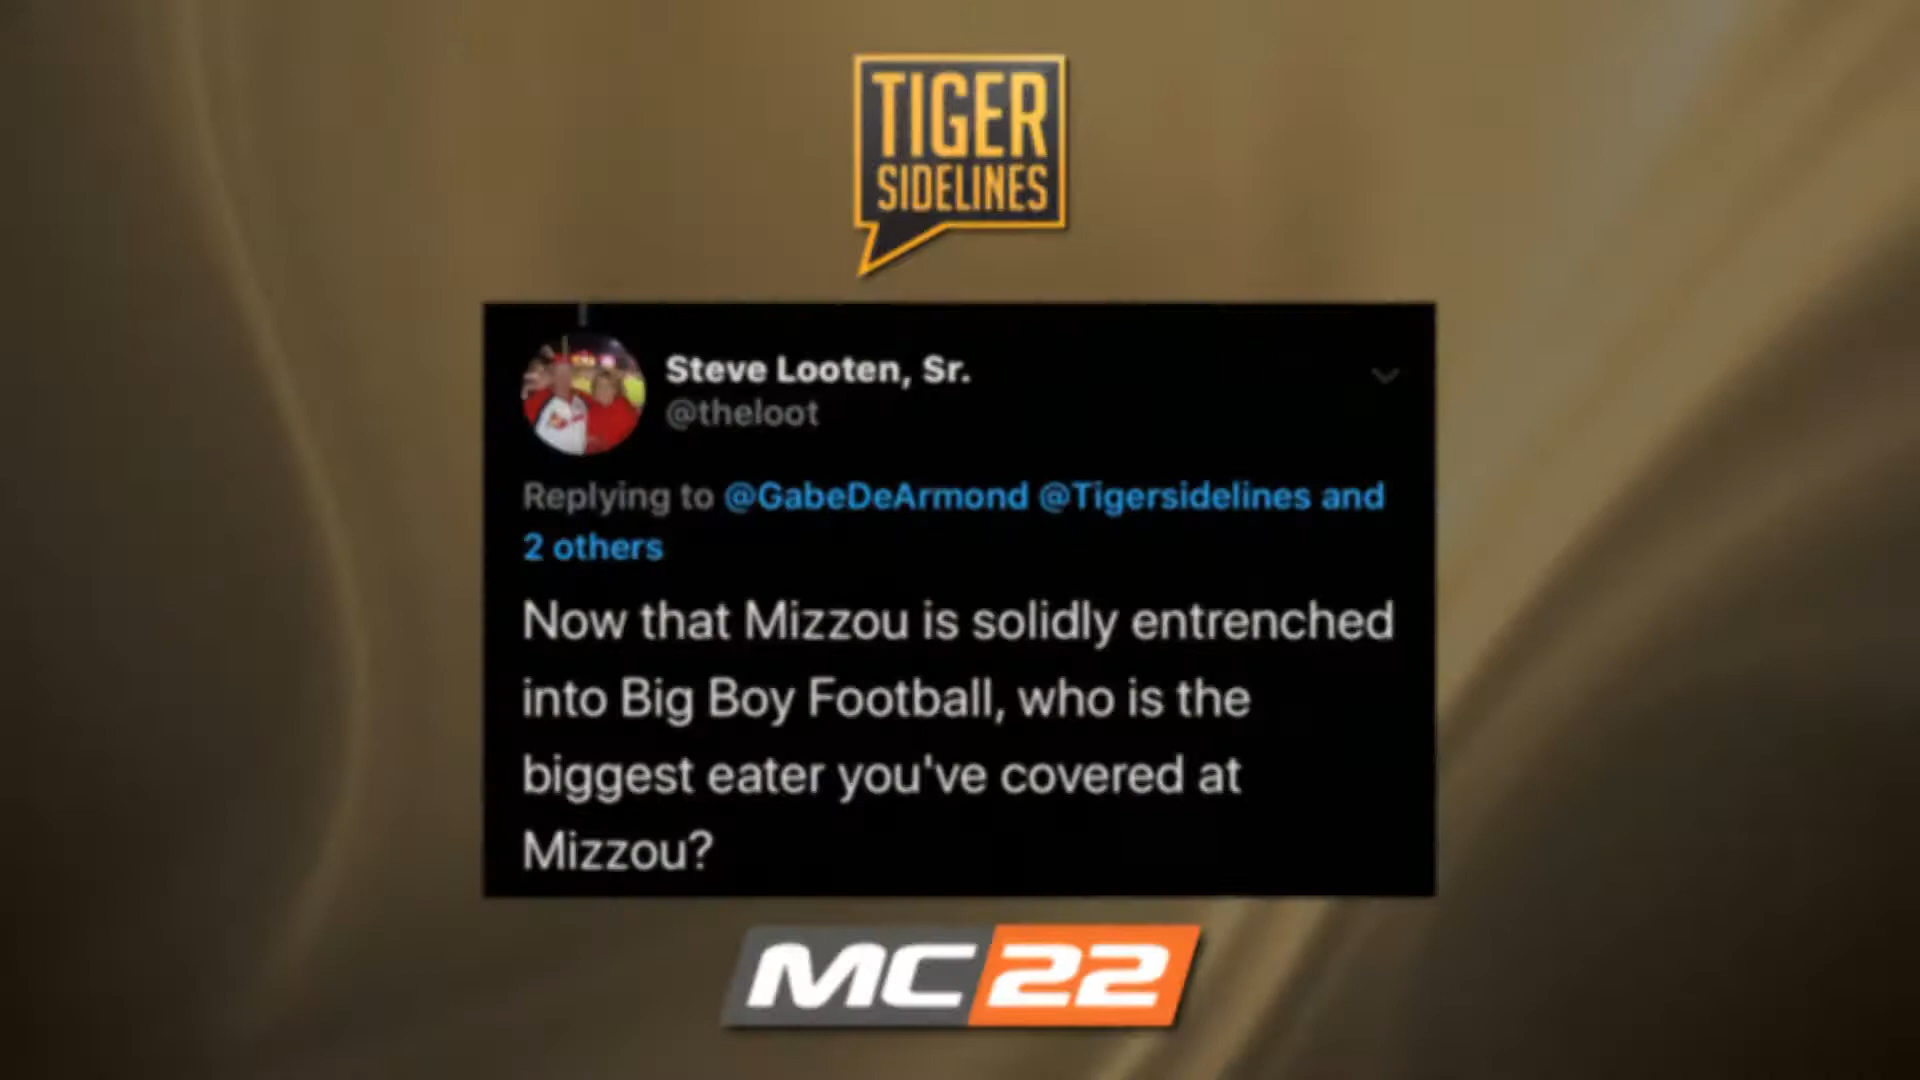 TIGER
SIDELINES
Steve Looten, Sr.
@theloot
Replying to @GabeDeArmond @Tigersidelines and
2 others
Now that Mizzou is solidly entrenched
into Big Boy Football, who is the
biggest eater you've covered at
Mizzou?
MC22